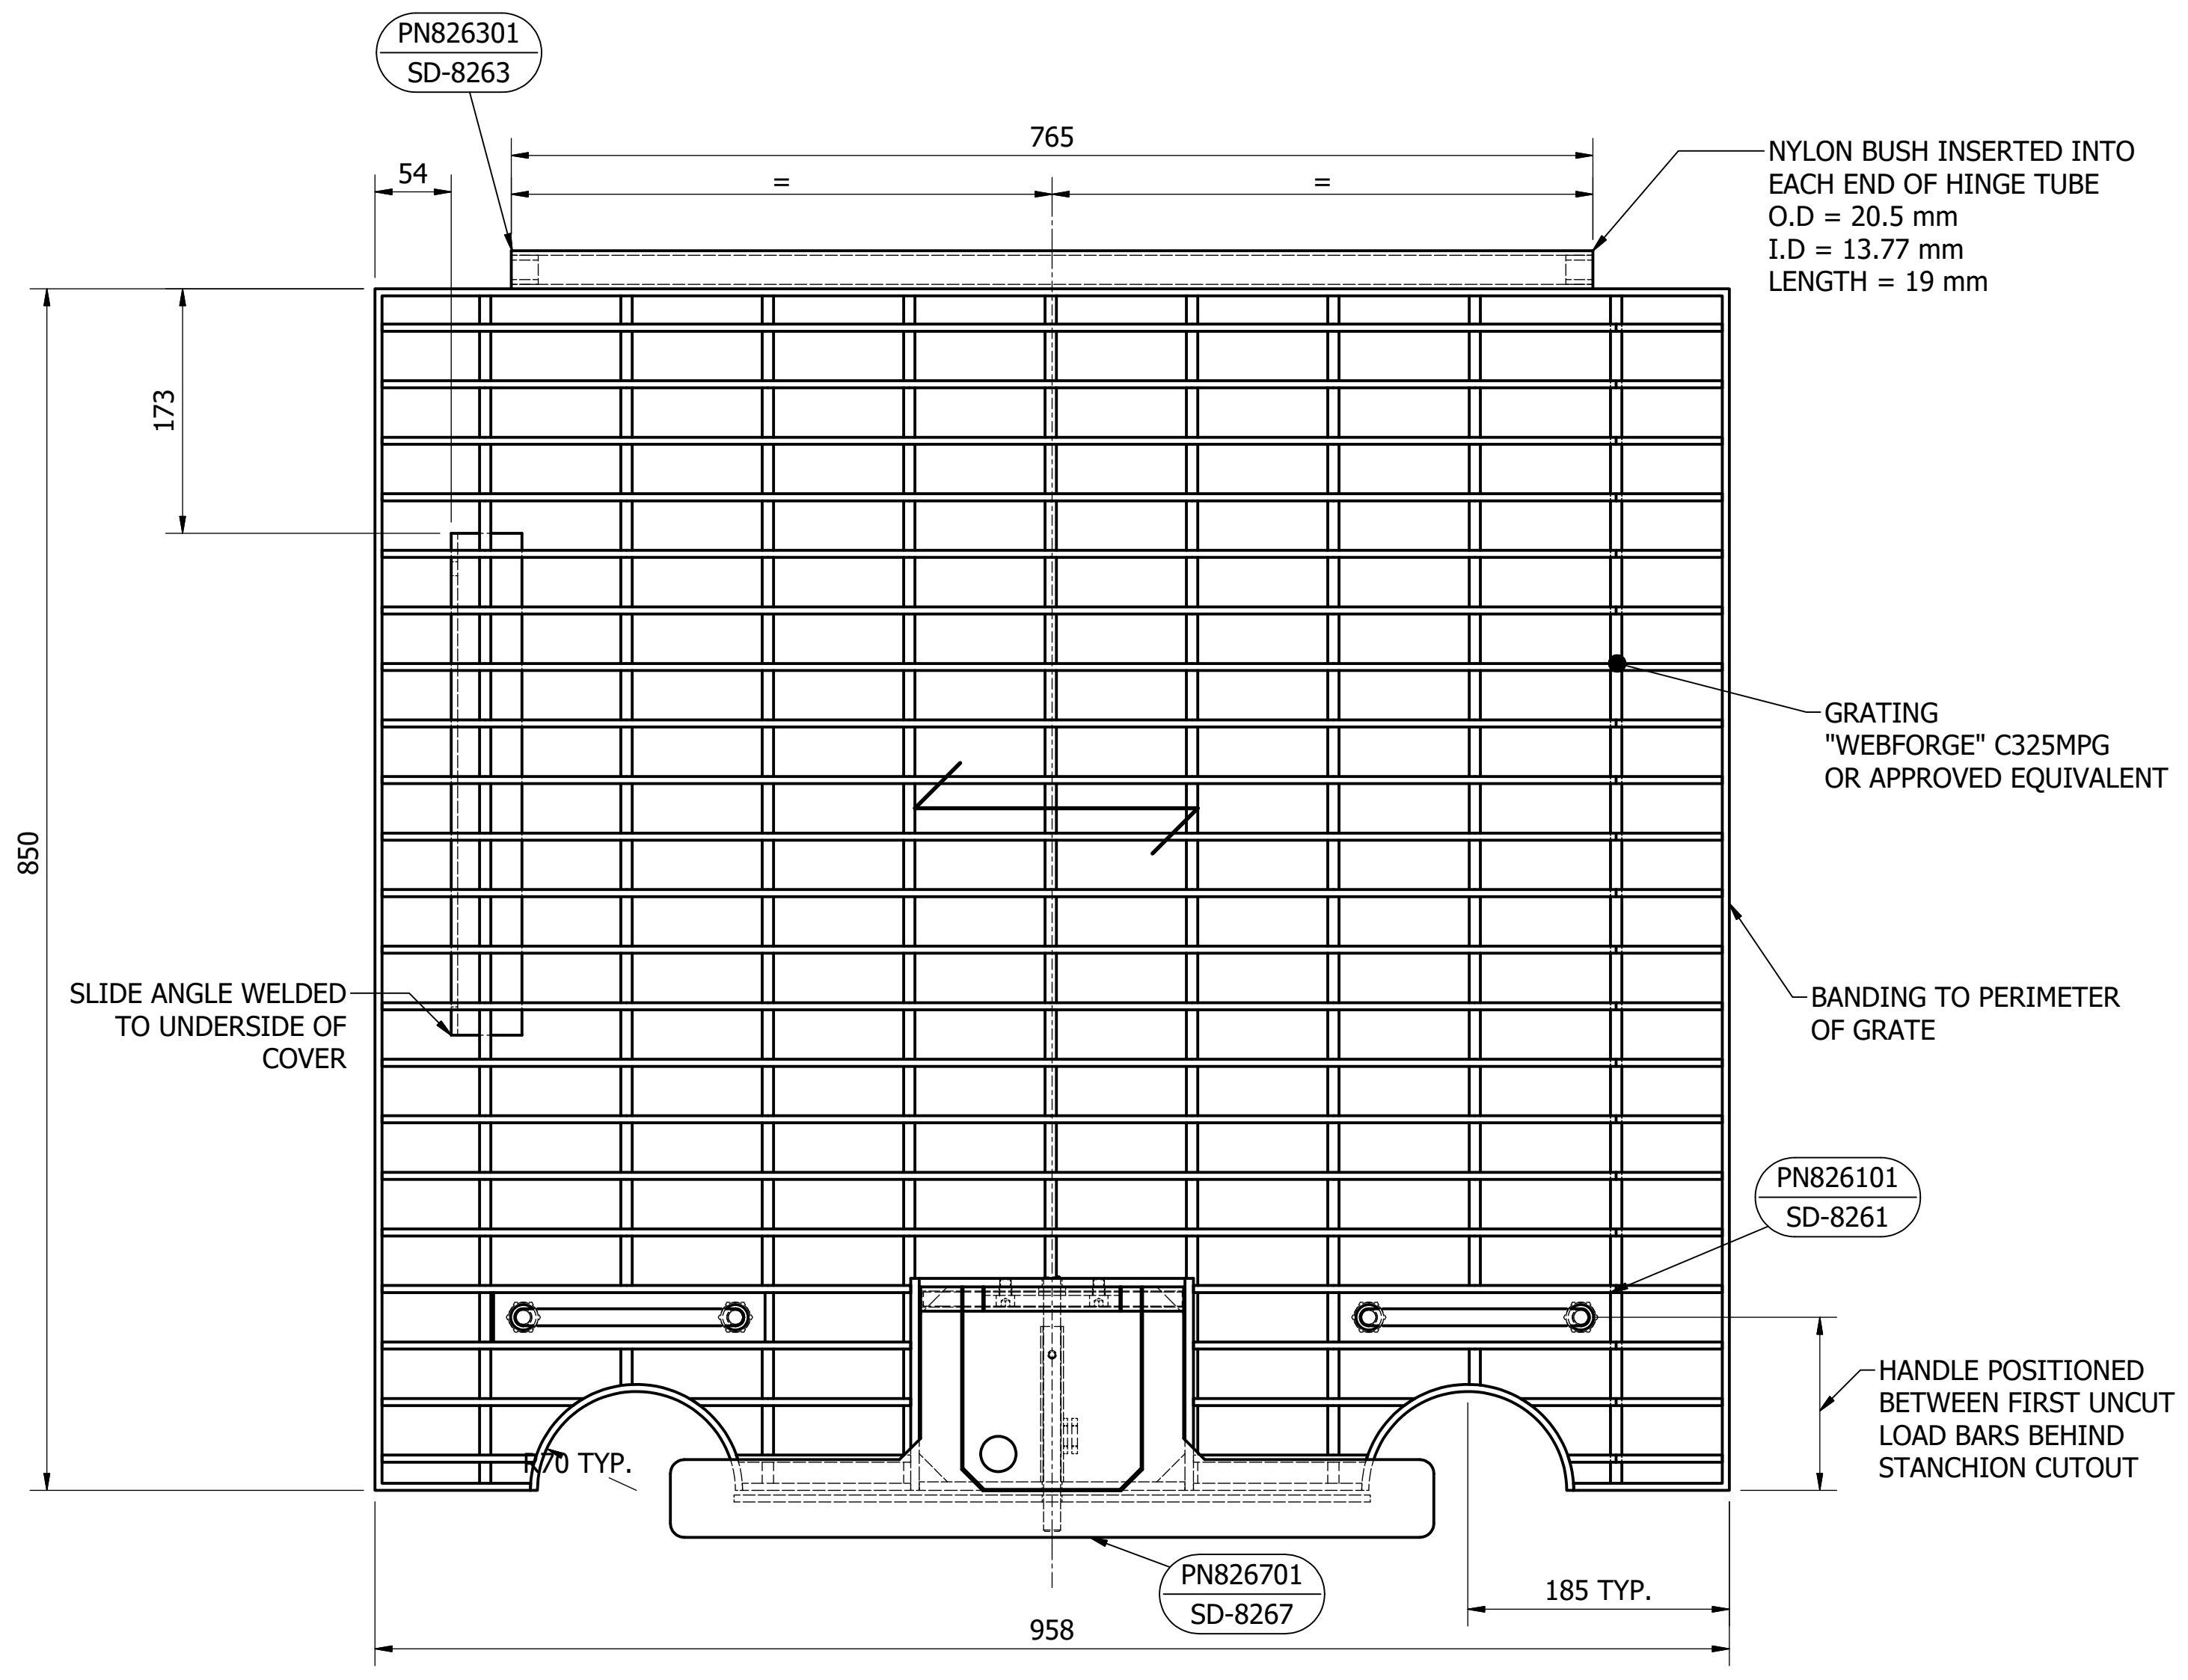 PN826301
SD-8263
765
54
=
=
NYLON BUSH INSERTED INTO
EACH END OF HINGE TUBE
O.D = 20.5 mm
I.D = 13.77 mm
LENGTH = 19 mm
173
GRATING
"WEBFORGE" C325MPG
OR APPROVED EQUIVALENT
850
SLIDE ANGLE WELDED
TO UNDERSIDE OF
COVER
BANDING TO PERIMETER
OF GRATE
PN826101
SD-8261
HANDLE POSITIONED
BETWEEN FIRST UNCUT
LOAD BARS BEHIND
STANCHION CUTOUT
R70 TYP.
PN826701
SD-8267
185 TYP.
958